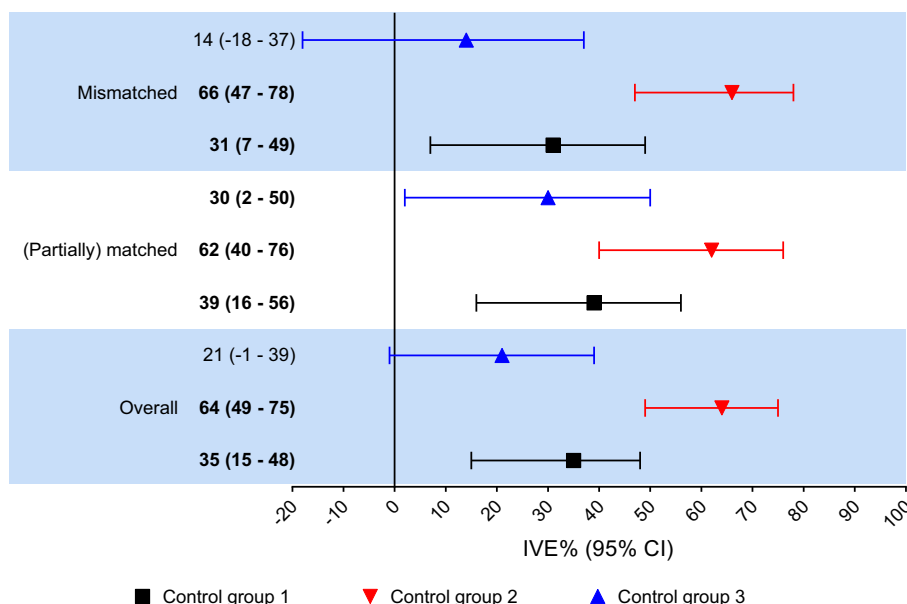 14 (-18 - 37)
Mismatched 66 (47 - 78)
31 (7 - 49)
30 (2 - 50)
(Partially) matched 62 (40 - 76)
39 (16 - 56)
21 (-1 - 39)
Overall 64 (49 - 75)
35 (15 - 48)
-20 -10 0 10 20 30 40 50 60 70 80 90 100
IVE% (95% CI)
Control group 1 Control group 2 Control group 3